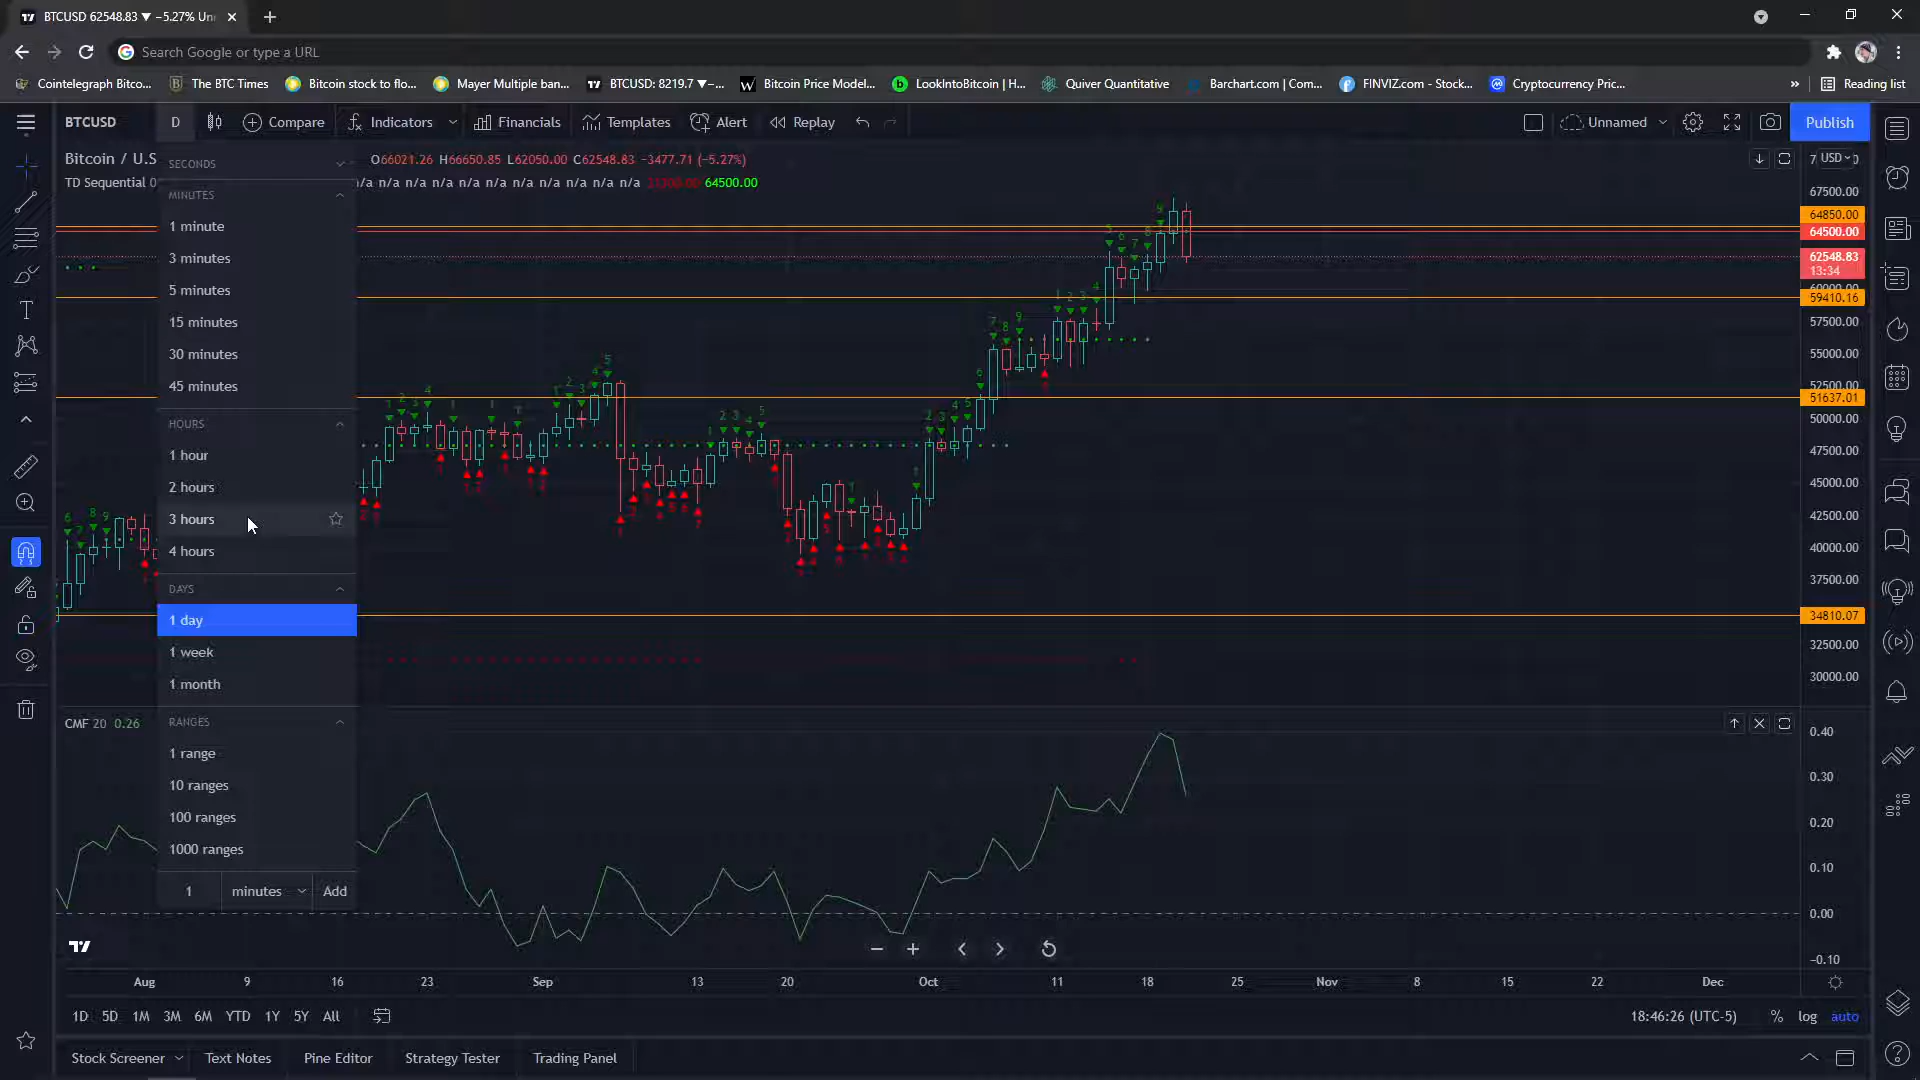 BTCUSD 62548.83 ▼ −5.27% Un
Search Google or type a URL
Cointelegraph Bitco...
The BTC Times
Bitcoin stock to flo...
Mayer Multiple ban...
BTCUSD: 8219.7 ▼−...
Bitcoin Price Model...
LookIntoBitcoin | H...
Quiver Quantitative
Barchart.com | Com...
FINVIZ.com - Stock...
Cryptocurrency Pric...
»
Reading list
BTCUSD
D
Compare
Indicators
Financials
Templates
Alert
Replay
Unnamed
Publish
Bitcoin / U.S
O66021.26 H66650.85 L62050.00 C62548.83 −3477.71 (−5.27%)
TD Sequential
n/a n/a n/a n/a n/a n/a n/a n/a n/a n/a 64500.00
SECONDS
MINUTES
1 minute
3 minutes
5 minutes
15 minutes
30 minutes
45 minutes
HOURS
1 hour
2 hours
3 hours
4 hours
DAYS
1 day
1 week
1 month
RANGES
1 range
10 ranges
100 ranges
1000 ranges
1 minutes Add
USD
67500.00
64850.00
64500.00
62548.83
13:34
60000.00
59410.16
57500.00
55000.00
52500.00
51637.01
50000.00
47500.00
45000.00
42500.00
40000.00
37500.00
34810.07
32500.00
30000.00
CMF 20 0.26
0.40
0.30
0.20
0.10
0.00
−0.10
Aug 9 16 23 Sep 13 20 Oct 11 18 25 Nov 8 15 22 Dec
1D 5D 1M 3M 6M YTD 1Y 5Y All
18:46:26 (UTC-5) % log auto
Stock Screener
Text Notes
Pine Editor
Strategy Tester
Trading Panel